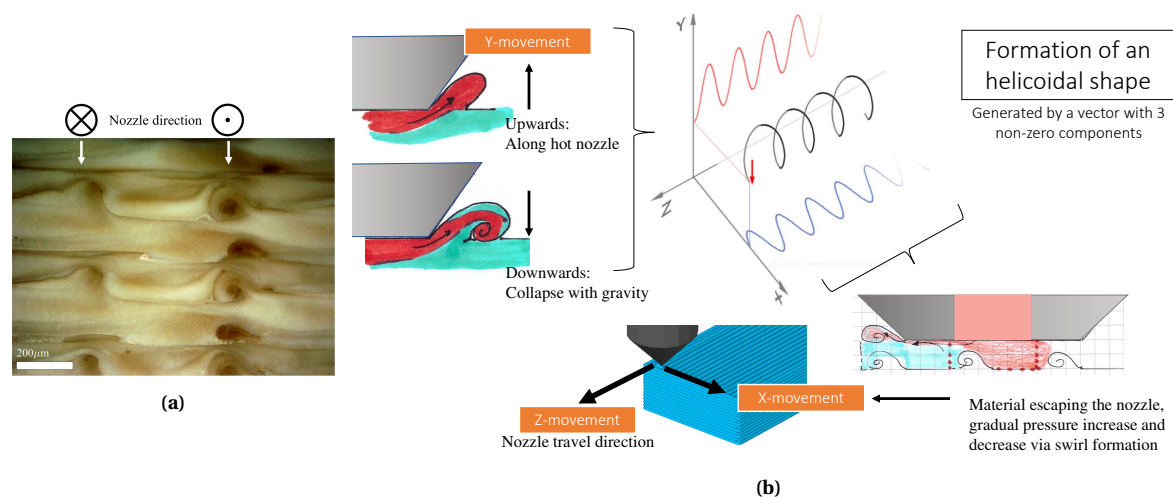 Nozzle direction
200μm
(a)
Y-movement
Upwards:
Along hot nozzle
Downwards:
Collapse with gravity
Y
Z
X
Formation of an
helicoidal shape
Generated by a vector with 3
non-zero components
Z-movement
Nozzle travel direction
X-movement
Material escaping the nozzle,
gradual pressure increase and
decrease via swirl formation
(b)